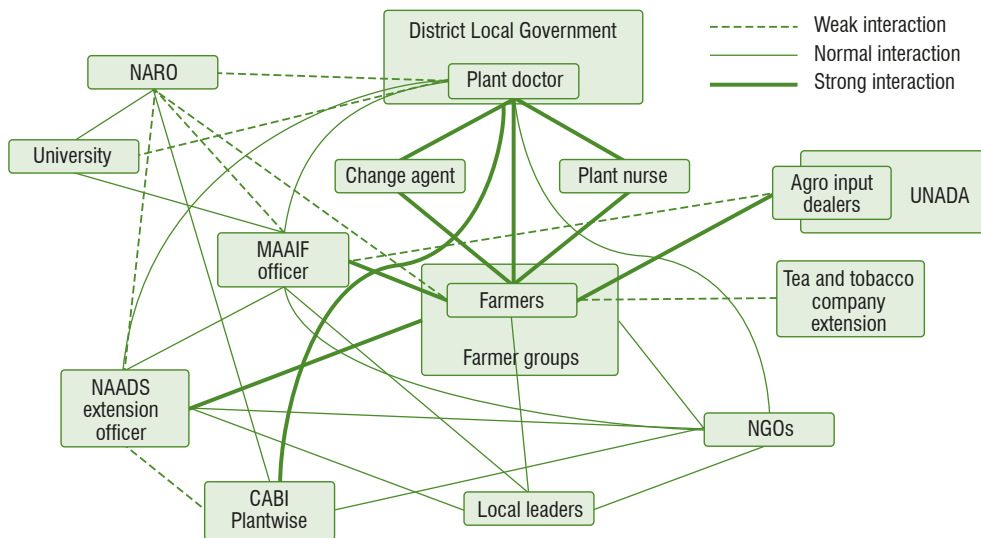 District Local Government
Plant doctor
Weak interaction
Normal interaction
Strong interaction
NARO
University
Change agent
Plant nurse
Agro input
dealers
UNADA
MAAIF
officer
Farmers
Farmer groups
Tea and tobacco
company
extension
NAADS
extension
officer
NGOs
CABI
Plantwise
Local leaders